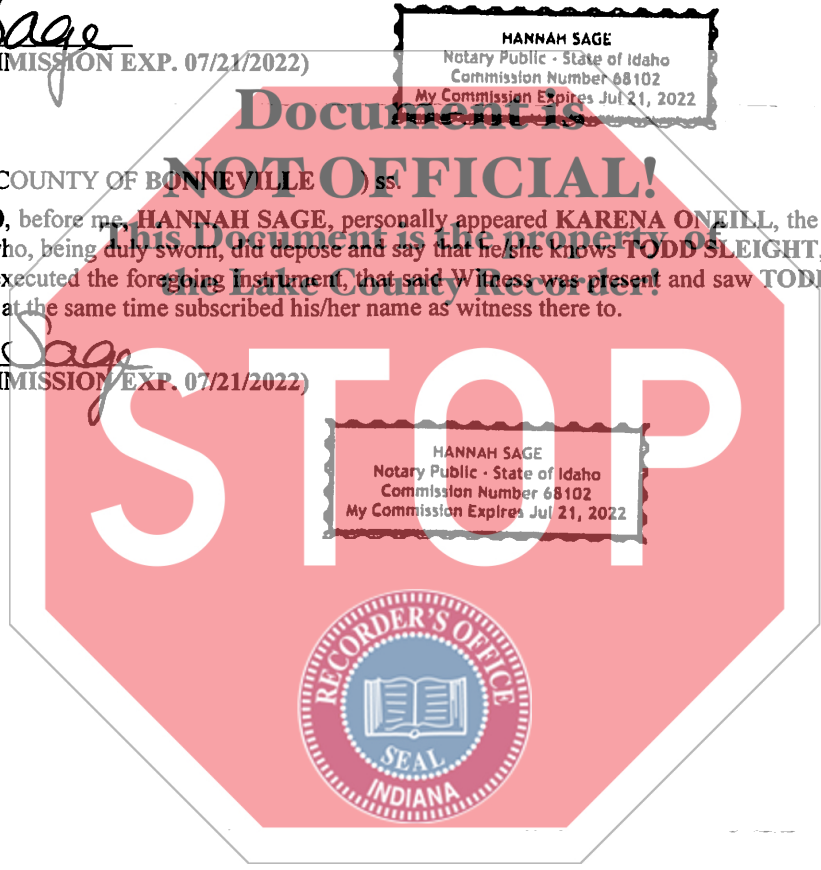 Sage
MMISSION EXP. 07/21/2022)
HANNAH SAGE
Notary Public - State of Idaho
Commission Number 68102
My Commission Expires Jul 21, 2022
Document is
NOT OFFICIAL!
This Document is the property of
the Lake County Recorder!
COUNTY OF BONNEVILLE ) ss.
, before me, HANNAH SAGE, personally appeared KARENA ONEILL, the
ho, being duly sworn, did depose and say that he/she knows TODD SLEIGHT,
xecuted the foregoing instrument, that said Witness was present and saw TODD
at the same time subscribed his/her name as witness there to.
Sage
MMISSION EXP. 07/21/2022)
STOP
HANNAH SAGE
Notary Public - State of Idaho
Commission Number 68102
My Commission Expires Jul 21, 2022
RECORDER'S OFFICE
SEAL
INDIANA